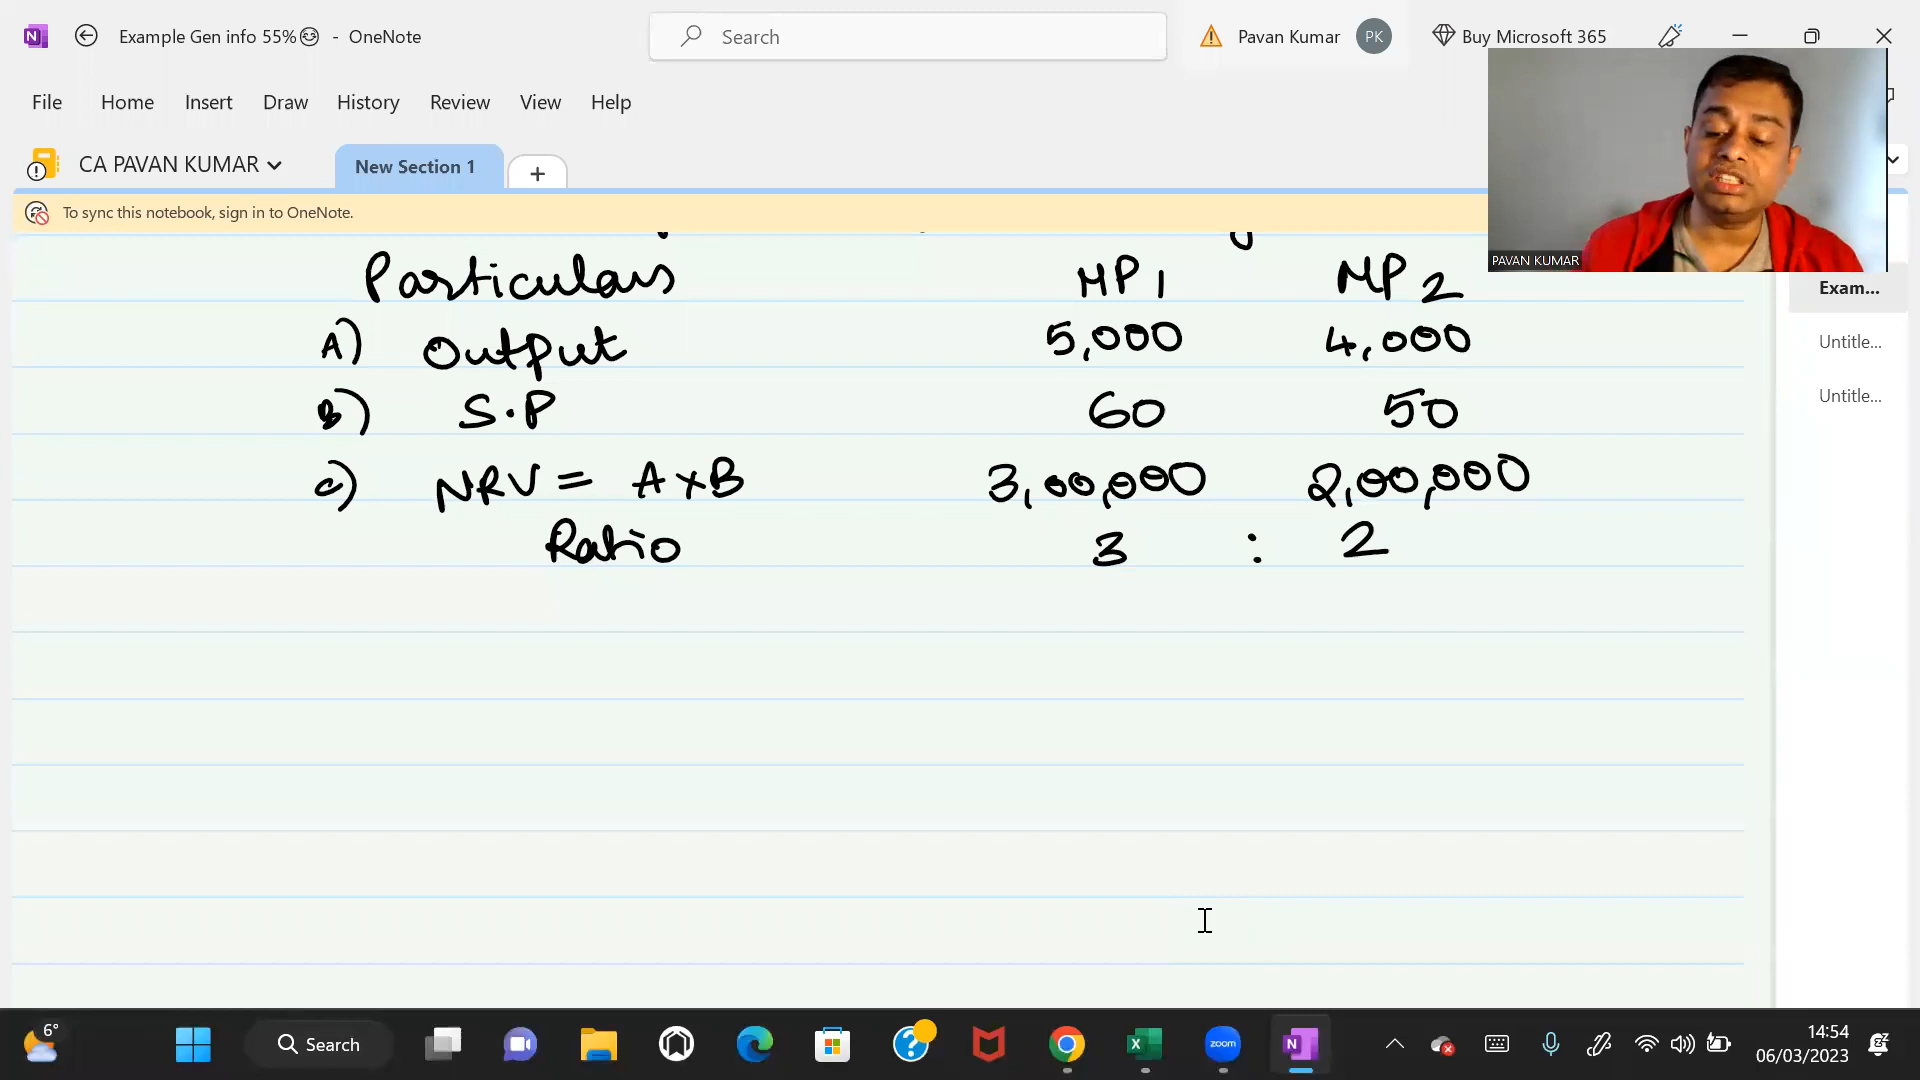 Example Gen info 55%😊 - OneNote
Search
Pavan Kumar
PK
Buy Microsoft 365
File Home Insert Draw History Review View Help
CA PAVAN KUMAR
New Section 1
+
To sync this notebook, sign in to OneNote.
PAVAN KUMAR
Exam...
Untitle...
Untitle...
Particulars MP1 MP2
A) Output 5,000 4,000
B) S.P 60 50
C) NRV = A×B 3,00,000 2,00,000
Ratio 3 : 2
6°
Search
zoom
14:54
06/03/2023